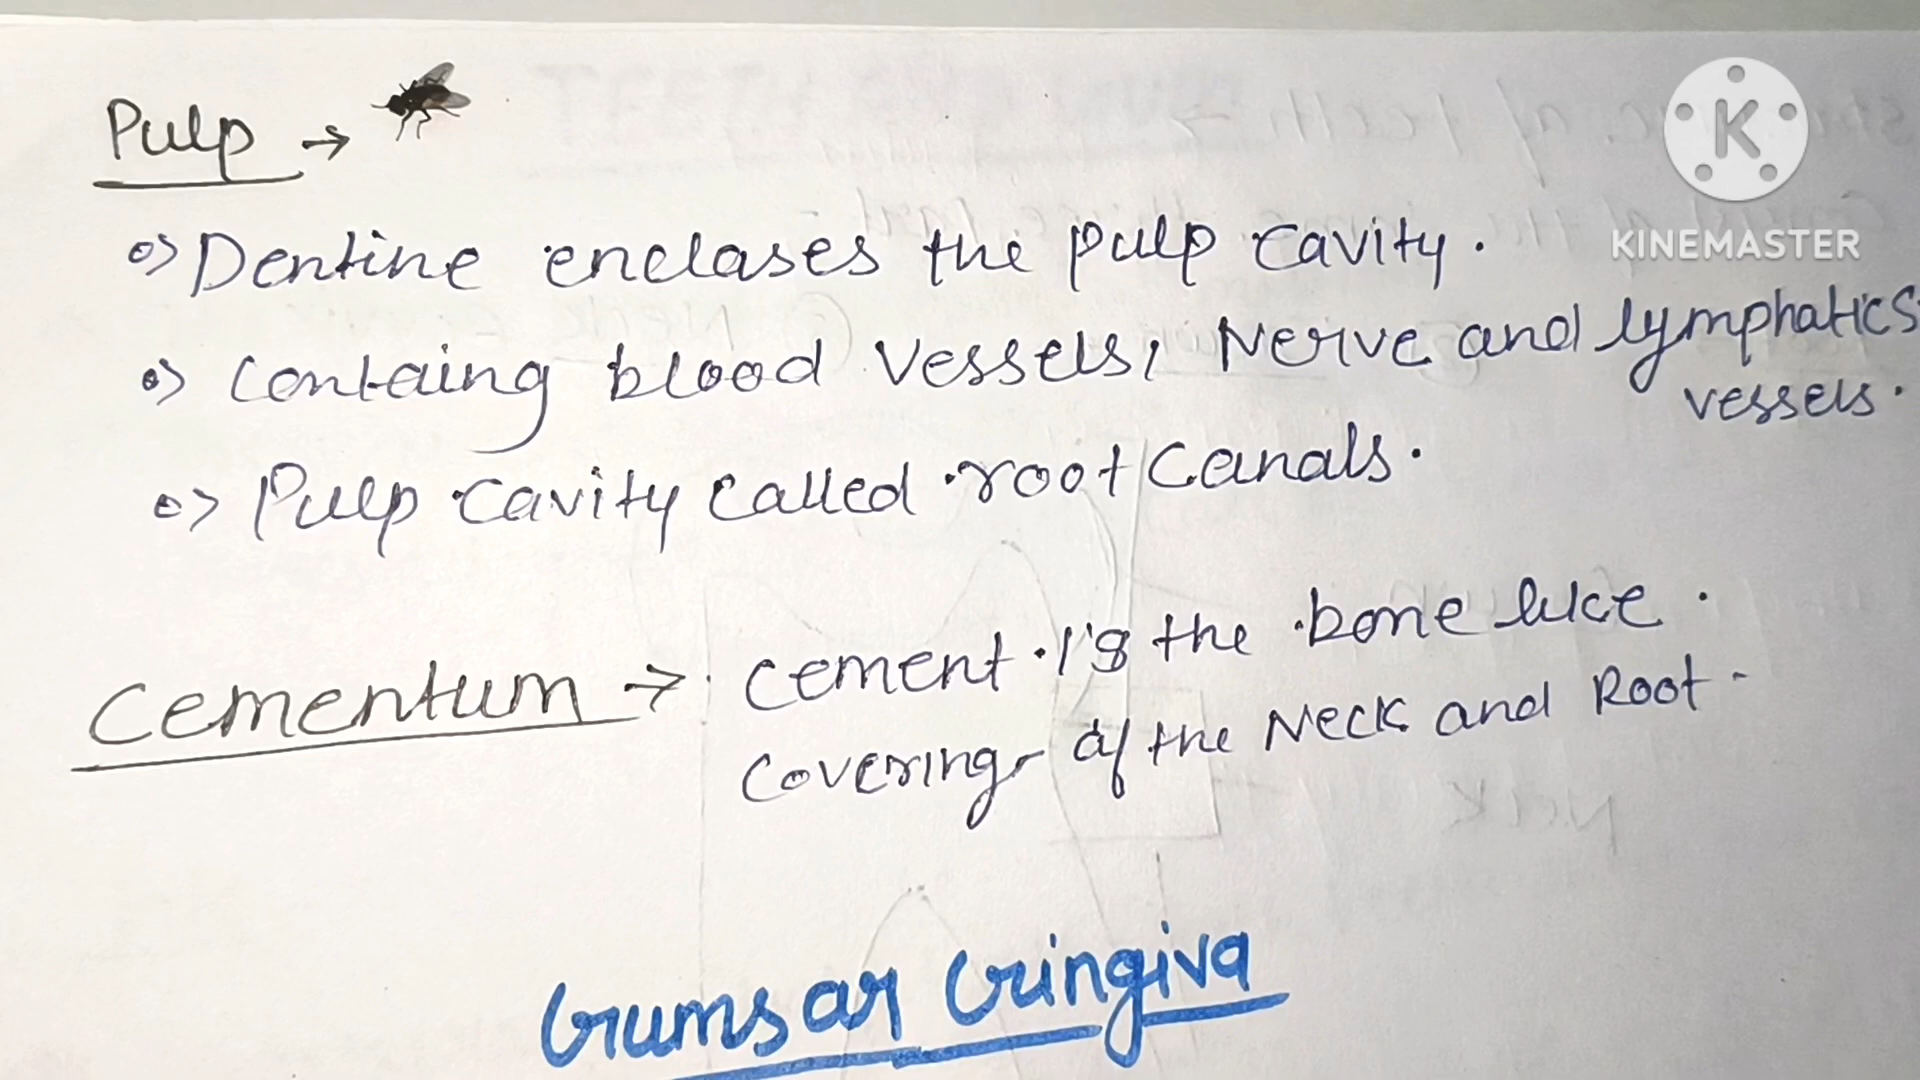 Pulp →
Dentine enclases the pulp cavity.
Containg blood vessels, Nerve and lymphatics
vessels.
Pulp cavity called root canals.
Cementum → cement is the bone like
covering of the Neck and Root
Gums ar Gingiva
K
KINEMASTER